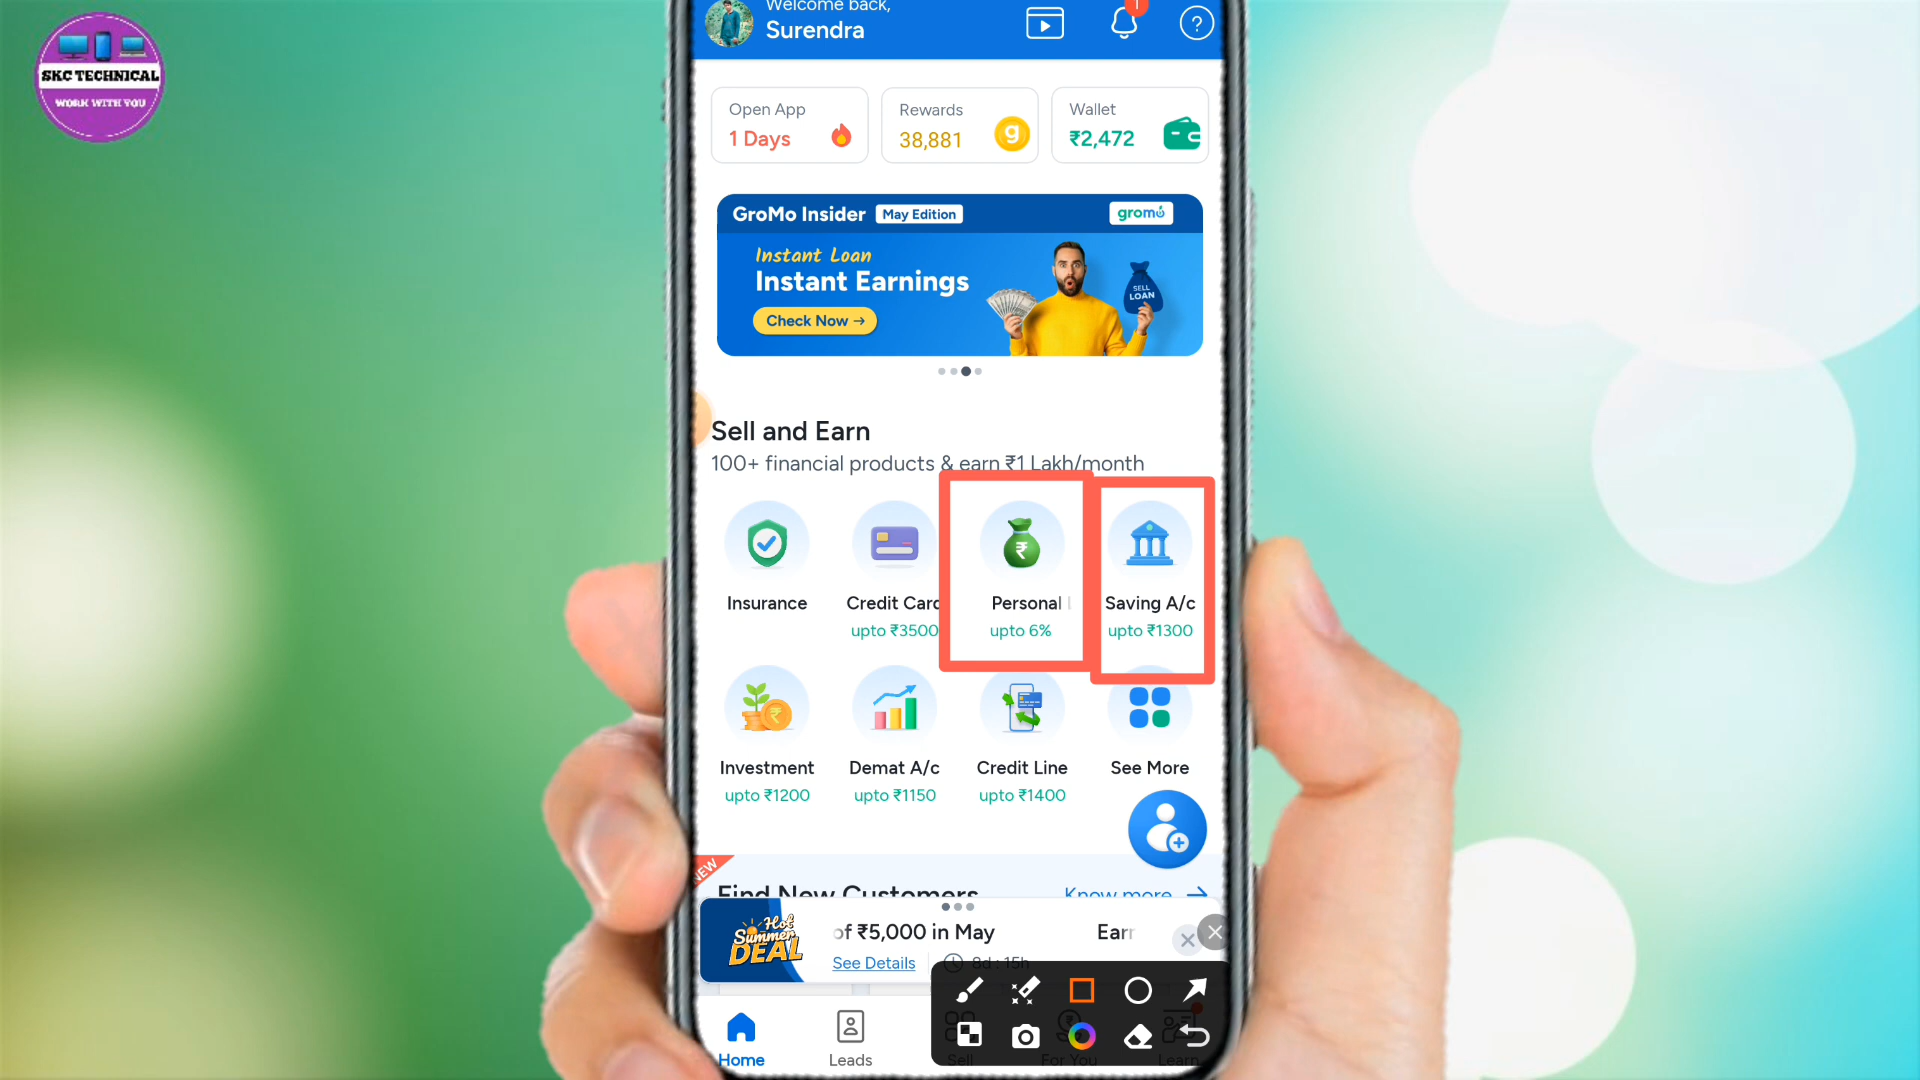 SKC TECHNICAL
WORK WITH YOU
Welcome back,
Surendra
1
?
Open App
1 Days
Rewards
38,881
g
Wallet
₹2,472
GroMo Insider May Edition
gromo
Instant Loan
Instant Earnings
Check Now →
SELL
LOAN
Sell and Earn
100+ financial products & earn ₹1 Lakh/month
Insurance
Credit Card
upto ₹3500
Personal
upto 6%
Saving A/c
upto ₹1300
Investment
upto ₹1200
Demat A/c
upto ₹1150
Credit Line
upto ₹1400
See More
NEW
Find New Customers
Know more →
Hot
Summer
DEAL
of ₹5,000 in May
Earn
See Details
8d : 15h
Home
Leads
Sell
For You
Learn